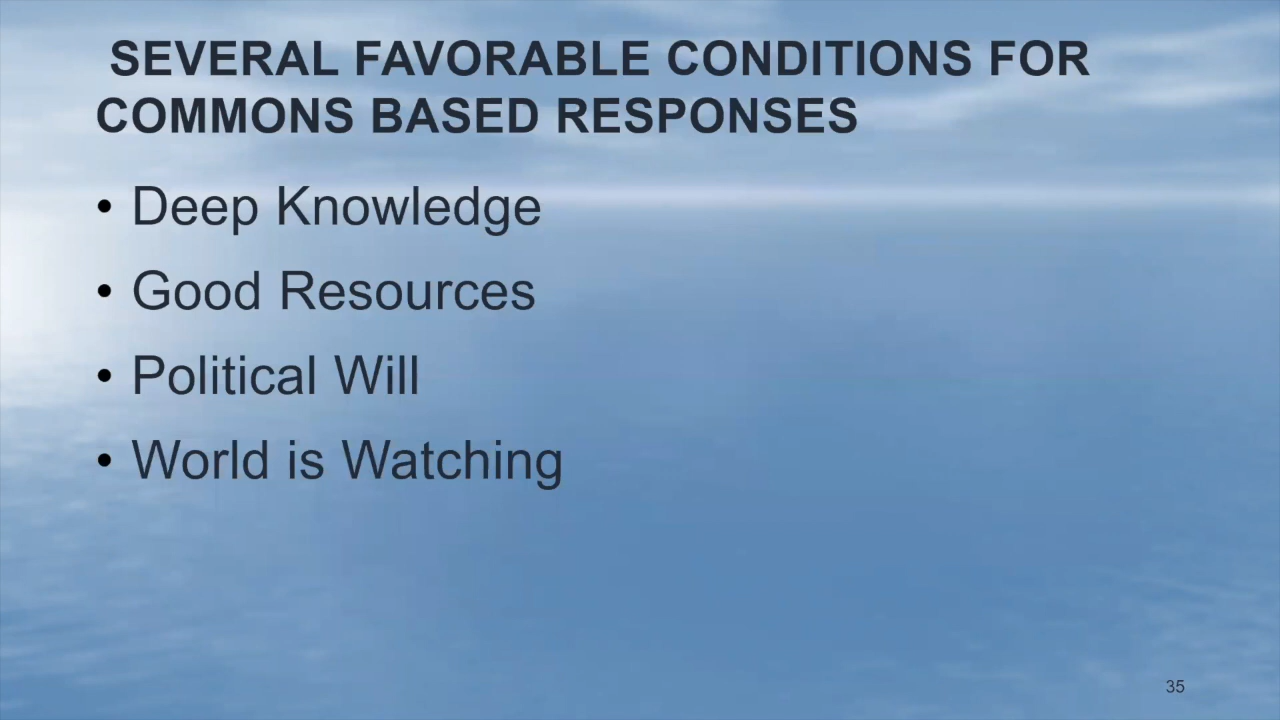 SEVERAL FAVORABLE CONDITIONS FOR
COMMONS BASED RESPONSES
• Deep Knowledge
• Good Resources
• Political Will
• World is Watching
35